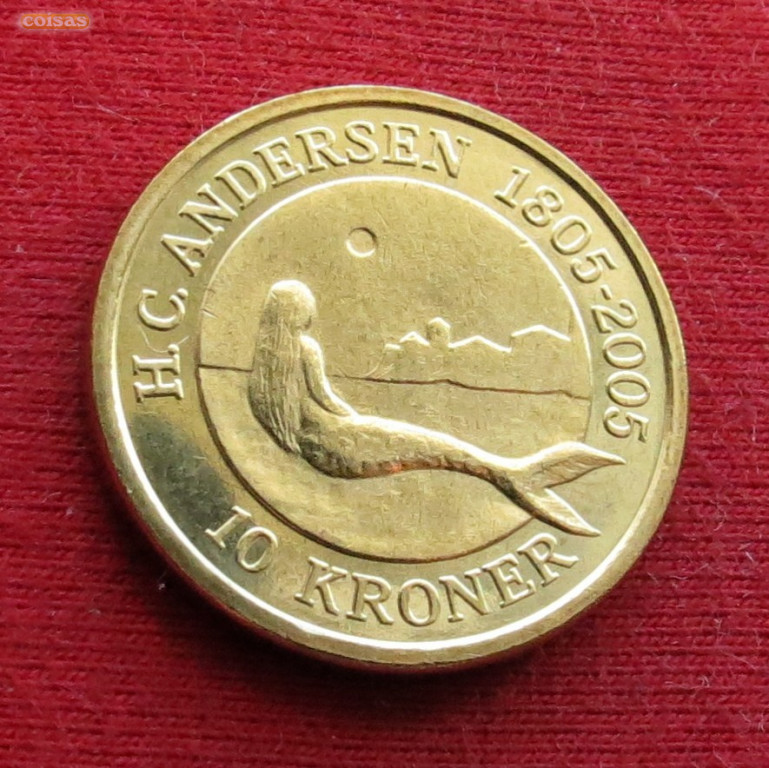 coisas
H. C. ANDERSEN 1805-2005
10 KRONER